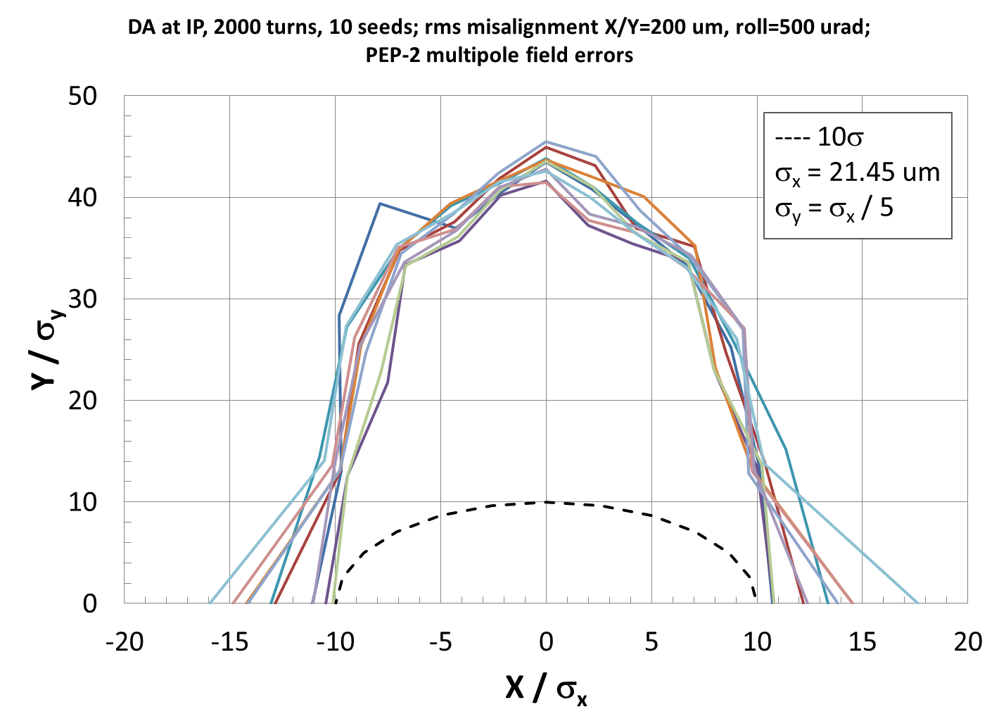 DA at IP, 2000 turns, 10 seeds; rms misalignment X/Y=200 um, roll=500 urad;
PEP-2 multipole field errors
50
40
30
20
10
0
Y / σy
---- 10σ
σx = 21.45 um
σy = σx / 5
-20 -15 -10 -5 0 5 10 15 20
X / σx